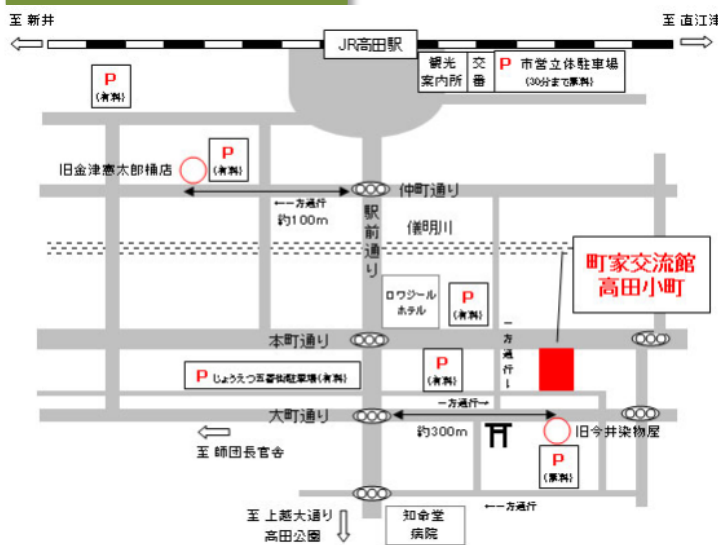 至 新井
至 直江津
JR高田駅
観光
案内所
交
番
P 市営立体駐車場
(30分まで無料)
P
(有料)
P
(有料)
旧金津憲太郎桶店
仲町通り
←一方通行
約100m
駅前通り
儀明川
町家交流館
高田小町
ロワジール
ホテル
P
(有料)
一方通行→
本町通り
P じょうえつ五番街駐車場(有料)
P
(有料)
一方通行→
大町通り
約300m
旧今井染物屋
至 師団長官舎
P
(無料)
←一方通行
至 上越大通り
高田公園
知命堂
病院